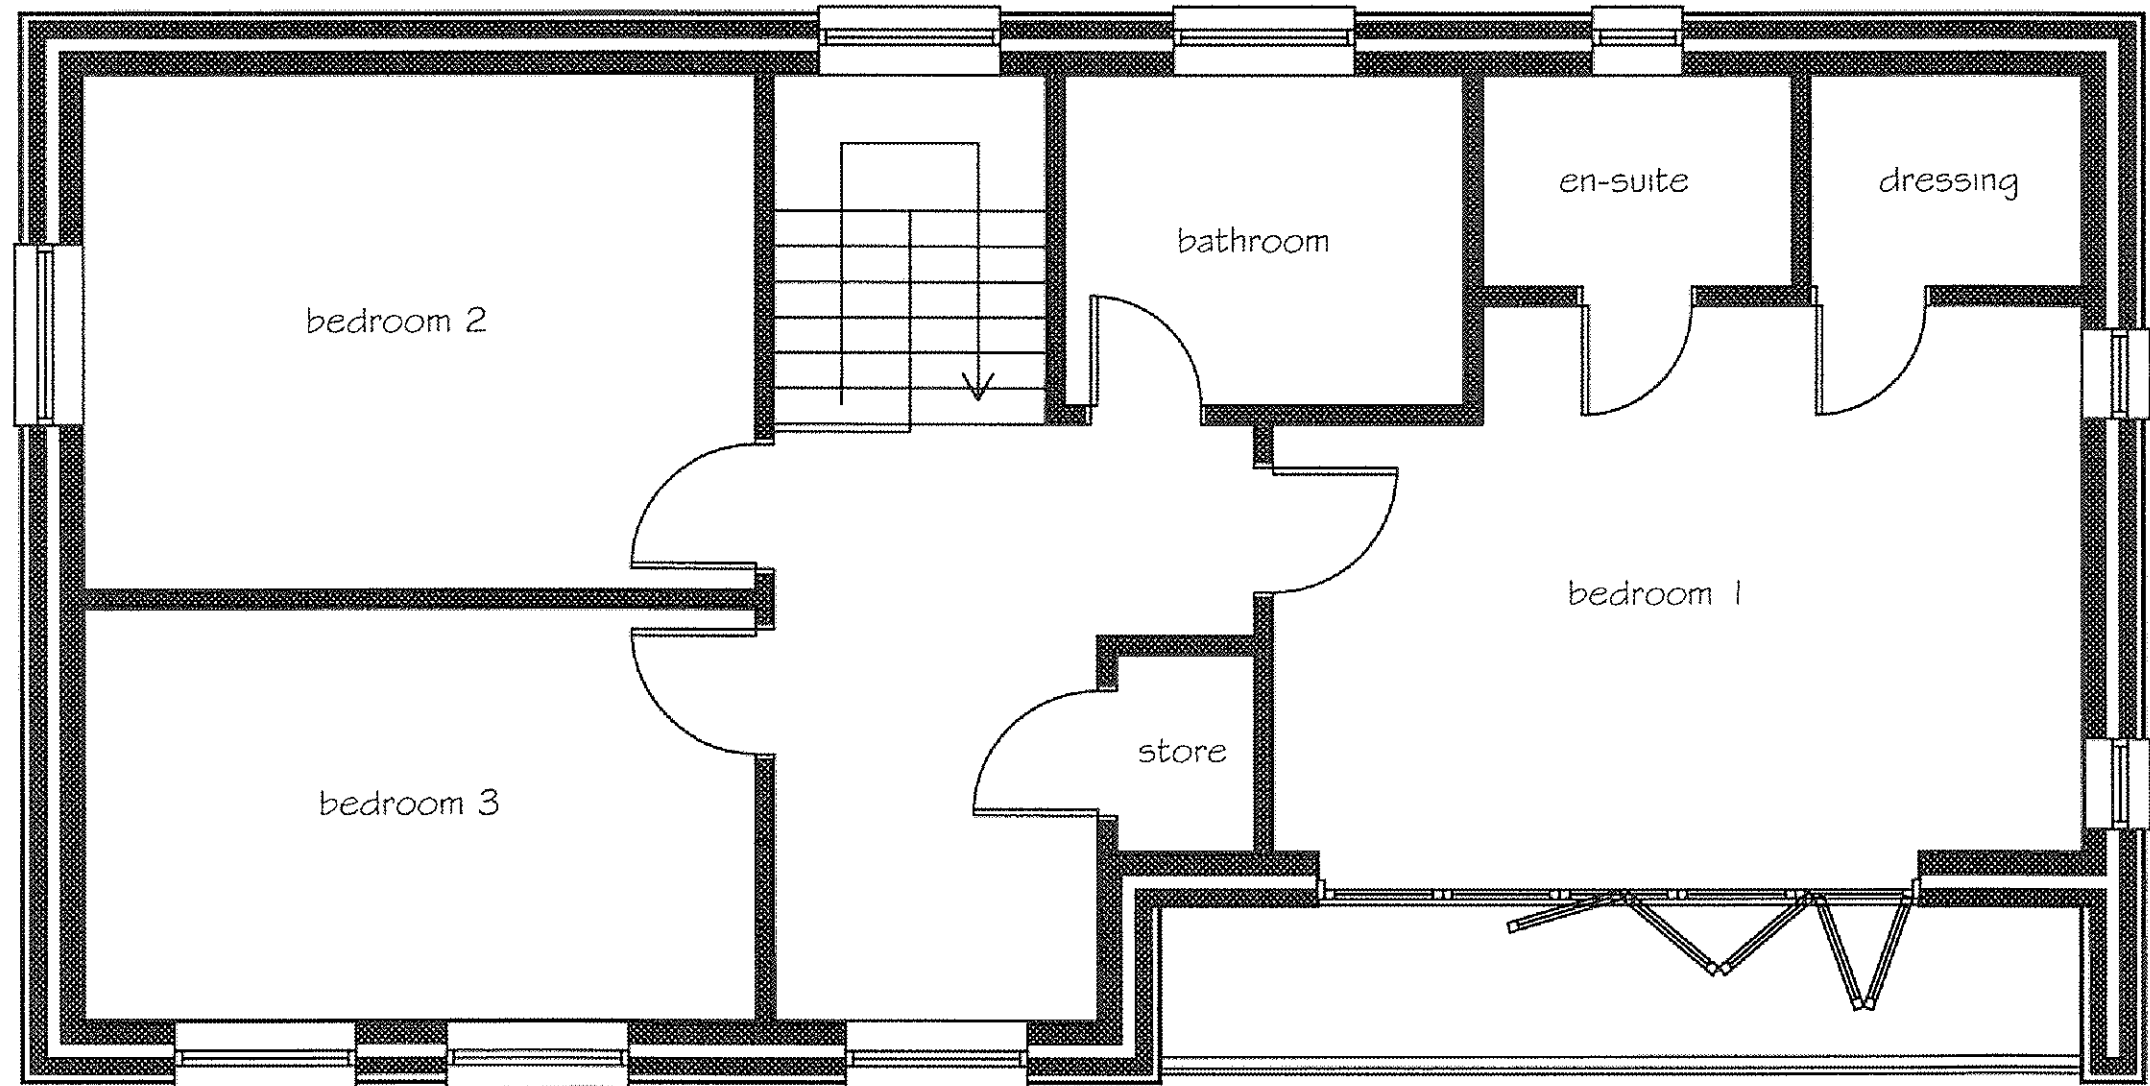 en-suite
dressing
bathroom
bedroom 2
bedroom 1
store
bedroom 3